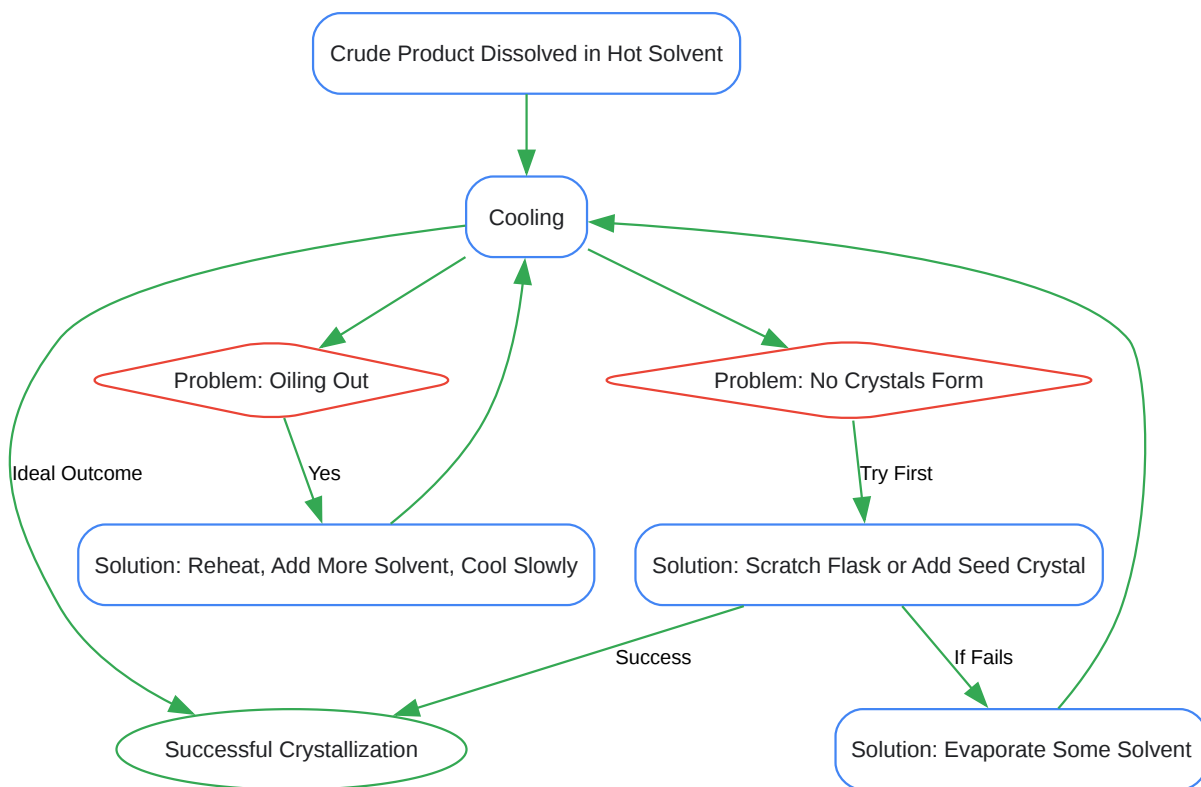 Crude Product Dissolved in Hot Solvent
Cooling
Problem: Oiling Out
Problem: No Crystals Form
Ideal Outcome
Yes
Try First
Solution: Reheat, Add More Solvent, Cool Slowly
Solution: Scratch Flask or Add Seed Crystal
Success
If Fails
Successful Crystallization
Solution: Evaporate Some Solvent